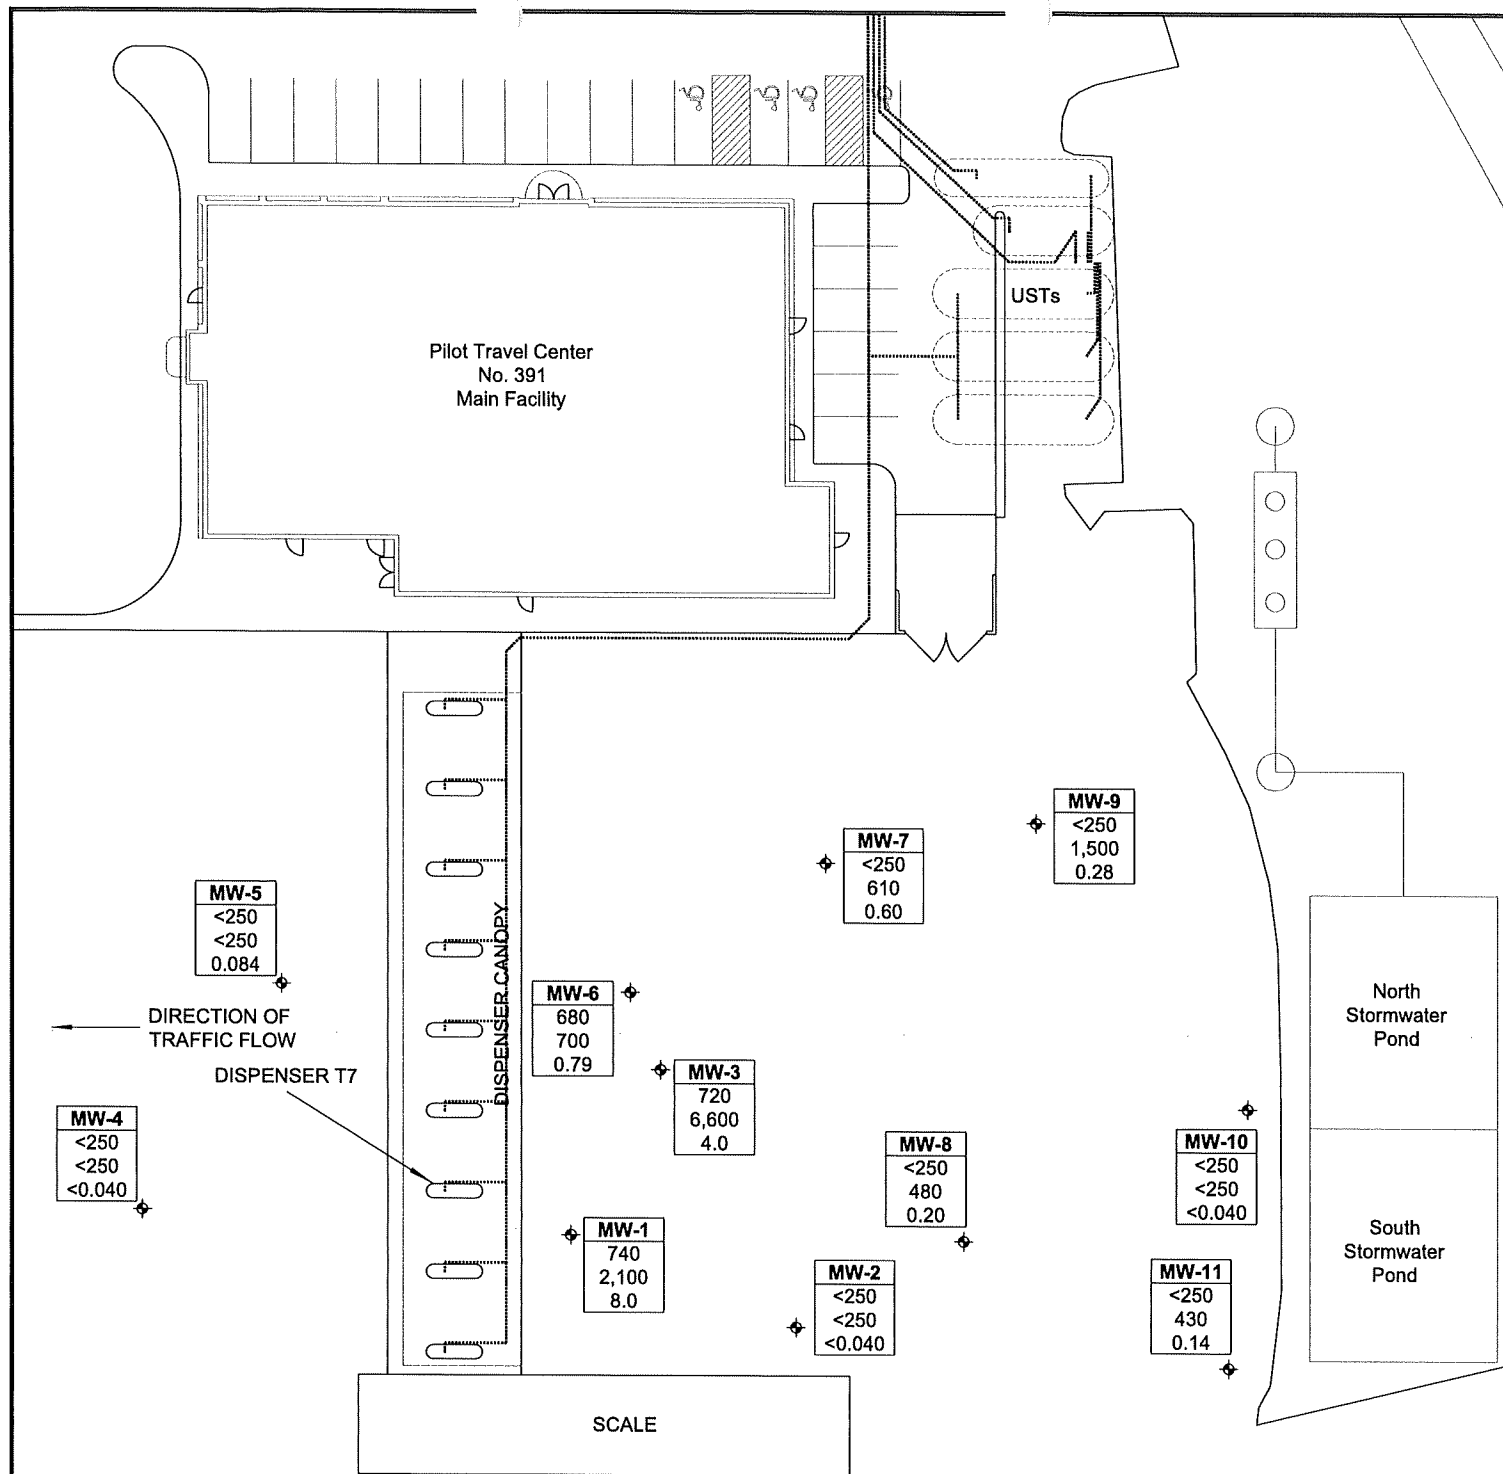 USTs
Pilot Travel Center
No. 391
Main Facility
MW-9
<250
1,500
0.28
MW-7
<250
610
0.60
MW-5
<250
<250
0.084
DISPENSER CANOPY
MW-6
680
700
0.79
North
Stormwater
Pond
DIRECTION OF
TRAFFIC FLOW
DISPENSER T7
MW-3
720
6,600
4.0
MW-4
<250
<250
<0.040
MW-8
<250
480
0.20
MW-10
<250
<250
<0.040
MW-1
740
2,100
8.0
South
Stormwater
Pond
MW-2
<250
<250
<0.040
MW-11
<250
430
0.14
SCALE